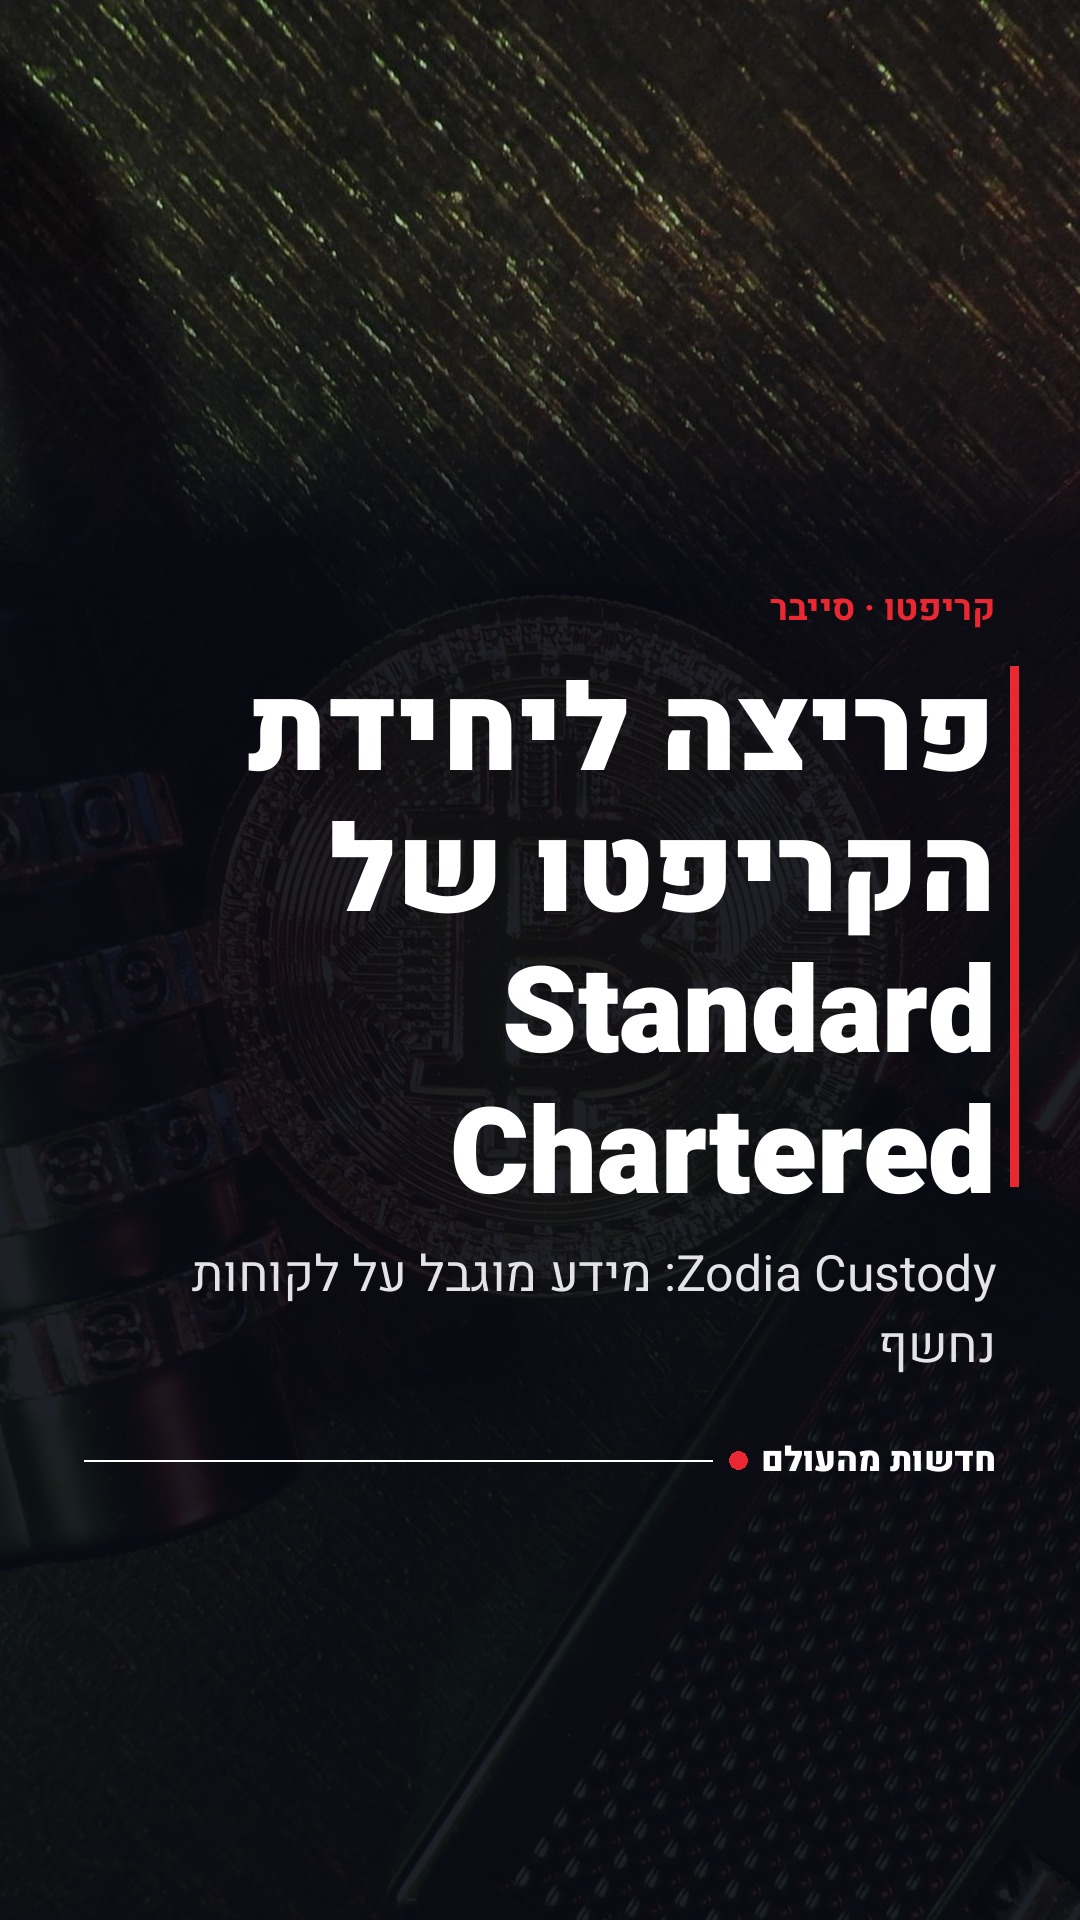 קריפטו · סייבר
פריצה ליחידת
הקריפטו של
Standard
Chartered
Zodia Custody: מידע מוגבל על לקוחות
נחשף
חדשות מהעולם